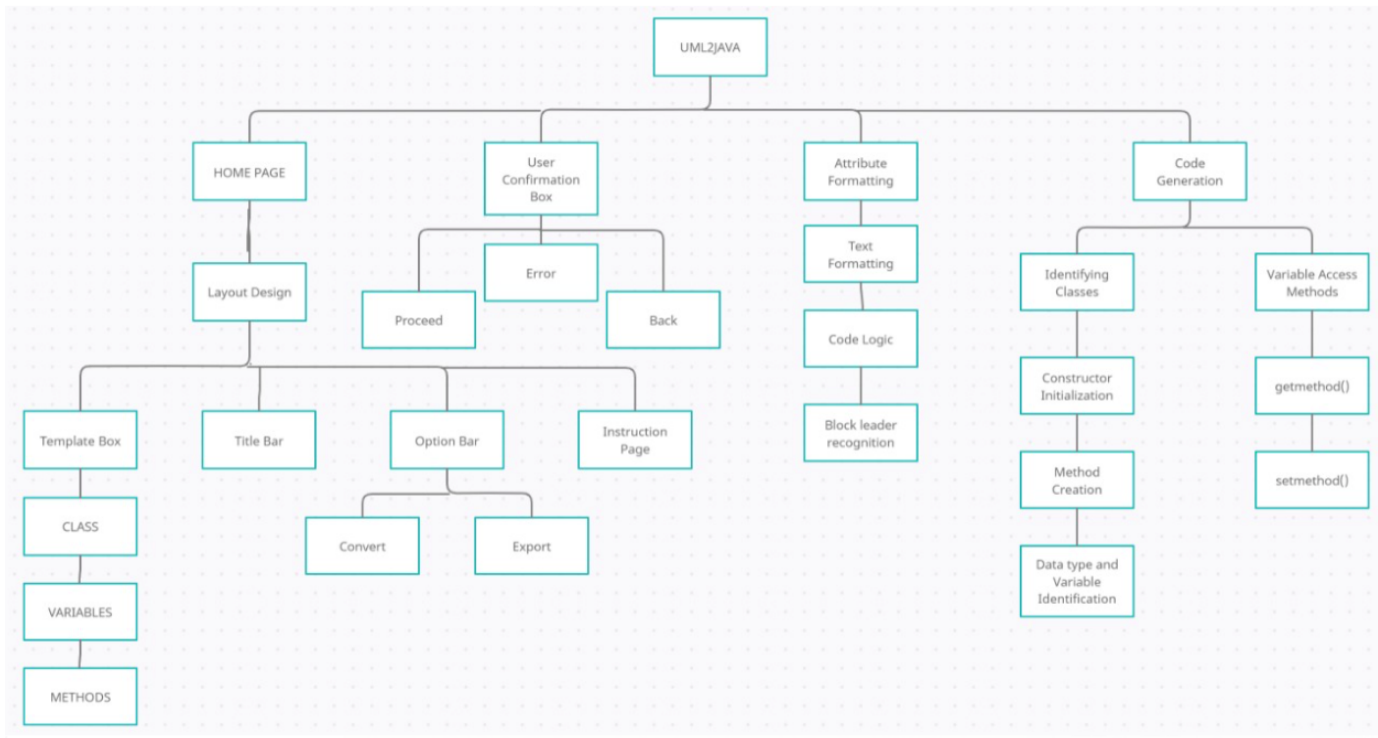 UML2JAVA
HOME PAGE
User
Confirmation
Box
Attribute
Formatting
Code
Generation
Layout Design
Proceed
Error
Back
Text
Formatting
Code Logic
Block leader
recognition
Identifying
Classes
Variable Access
Methods
Constructor
Initialization
getmethod()
Method
Creation
setmethod()
Data type and
Variable
Identification
Template Box
Title Bar
Option Bar
Instruction
Page
CLASS
Convert
Export
VARIABLES
METHODS